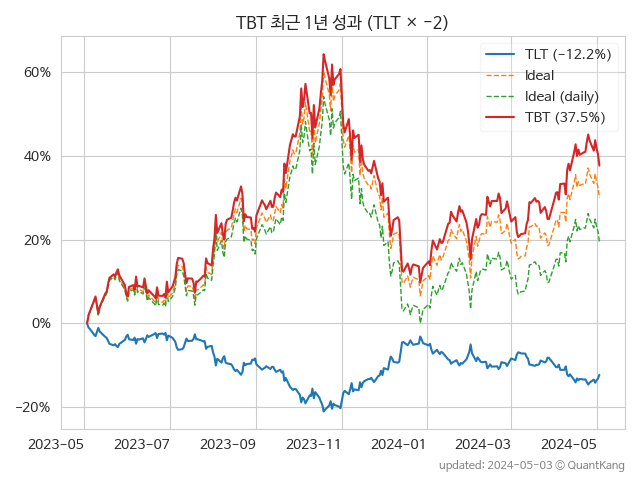 TBT 최근 1년 성과 (TLT × −2)
TLT (−12.2%)
Ideal
Ideal (daily)
TBT (37.5%)
60%
40%
20%
0%
−20%
2023-05
2023-07
2023-09
2023-11
2024-01
2024-03
2024-05
updated: 2024-05-03 © QuantKang